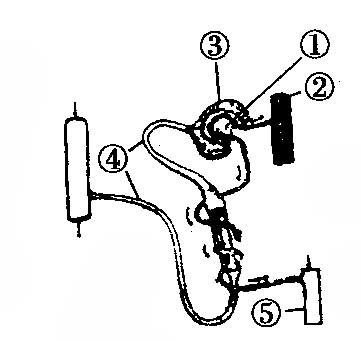 ③ ①
②
④
⑤